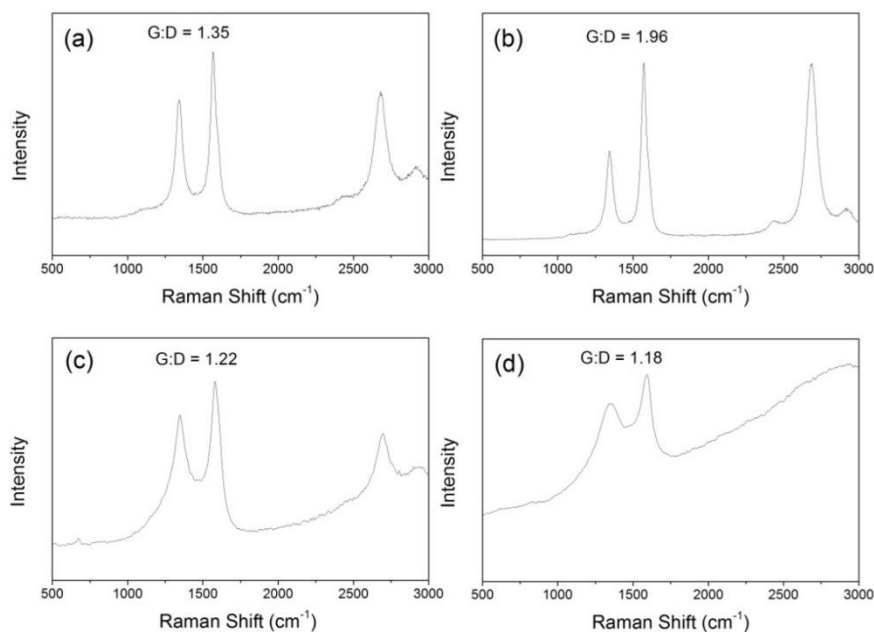 (a)
G:D = 1.35
Intensity
500 1000 1500 2000 2500 3000
Raman Shift (cm⁻¹)
(b)
G:D = 1.96
Intensity
500 1000 1500 2000 2500 3000
Raman Shift (cm⁻¹)
(c)
G:D = 1.22
Intensity
500 1000 1500 2000 2500 3000
Raman Shift (cm⁻¹)
(d)
G:D = 1.18
Intensity
500 1000 1500 2000 2500 3000
Raman Shift (cm⁻¹)